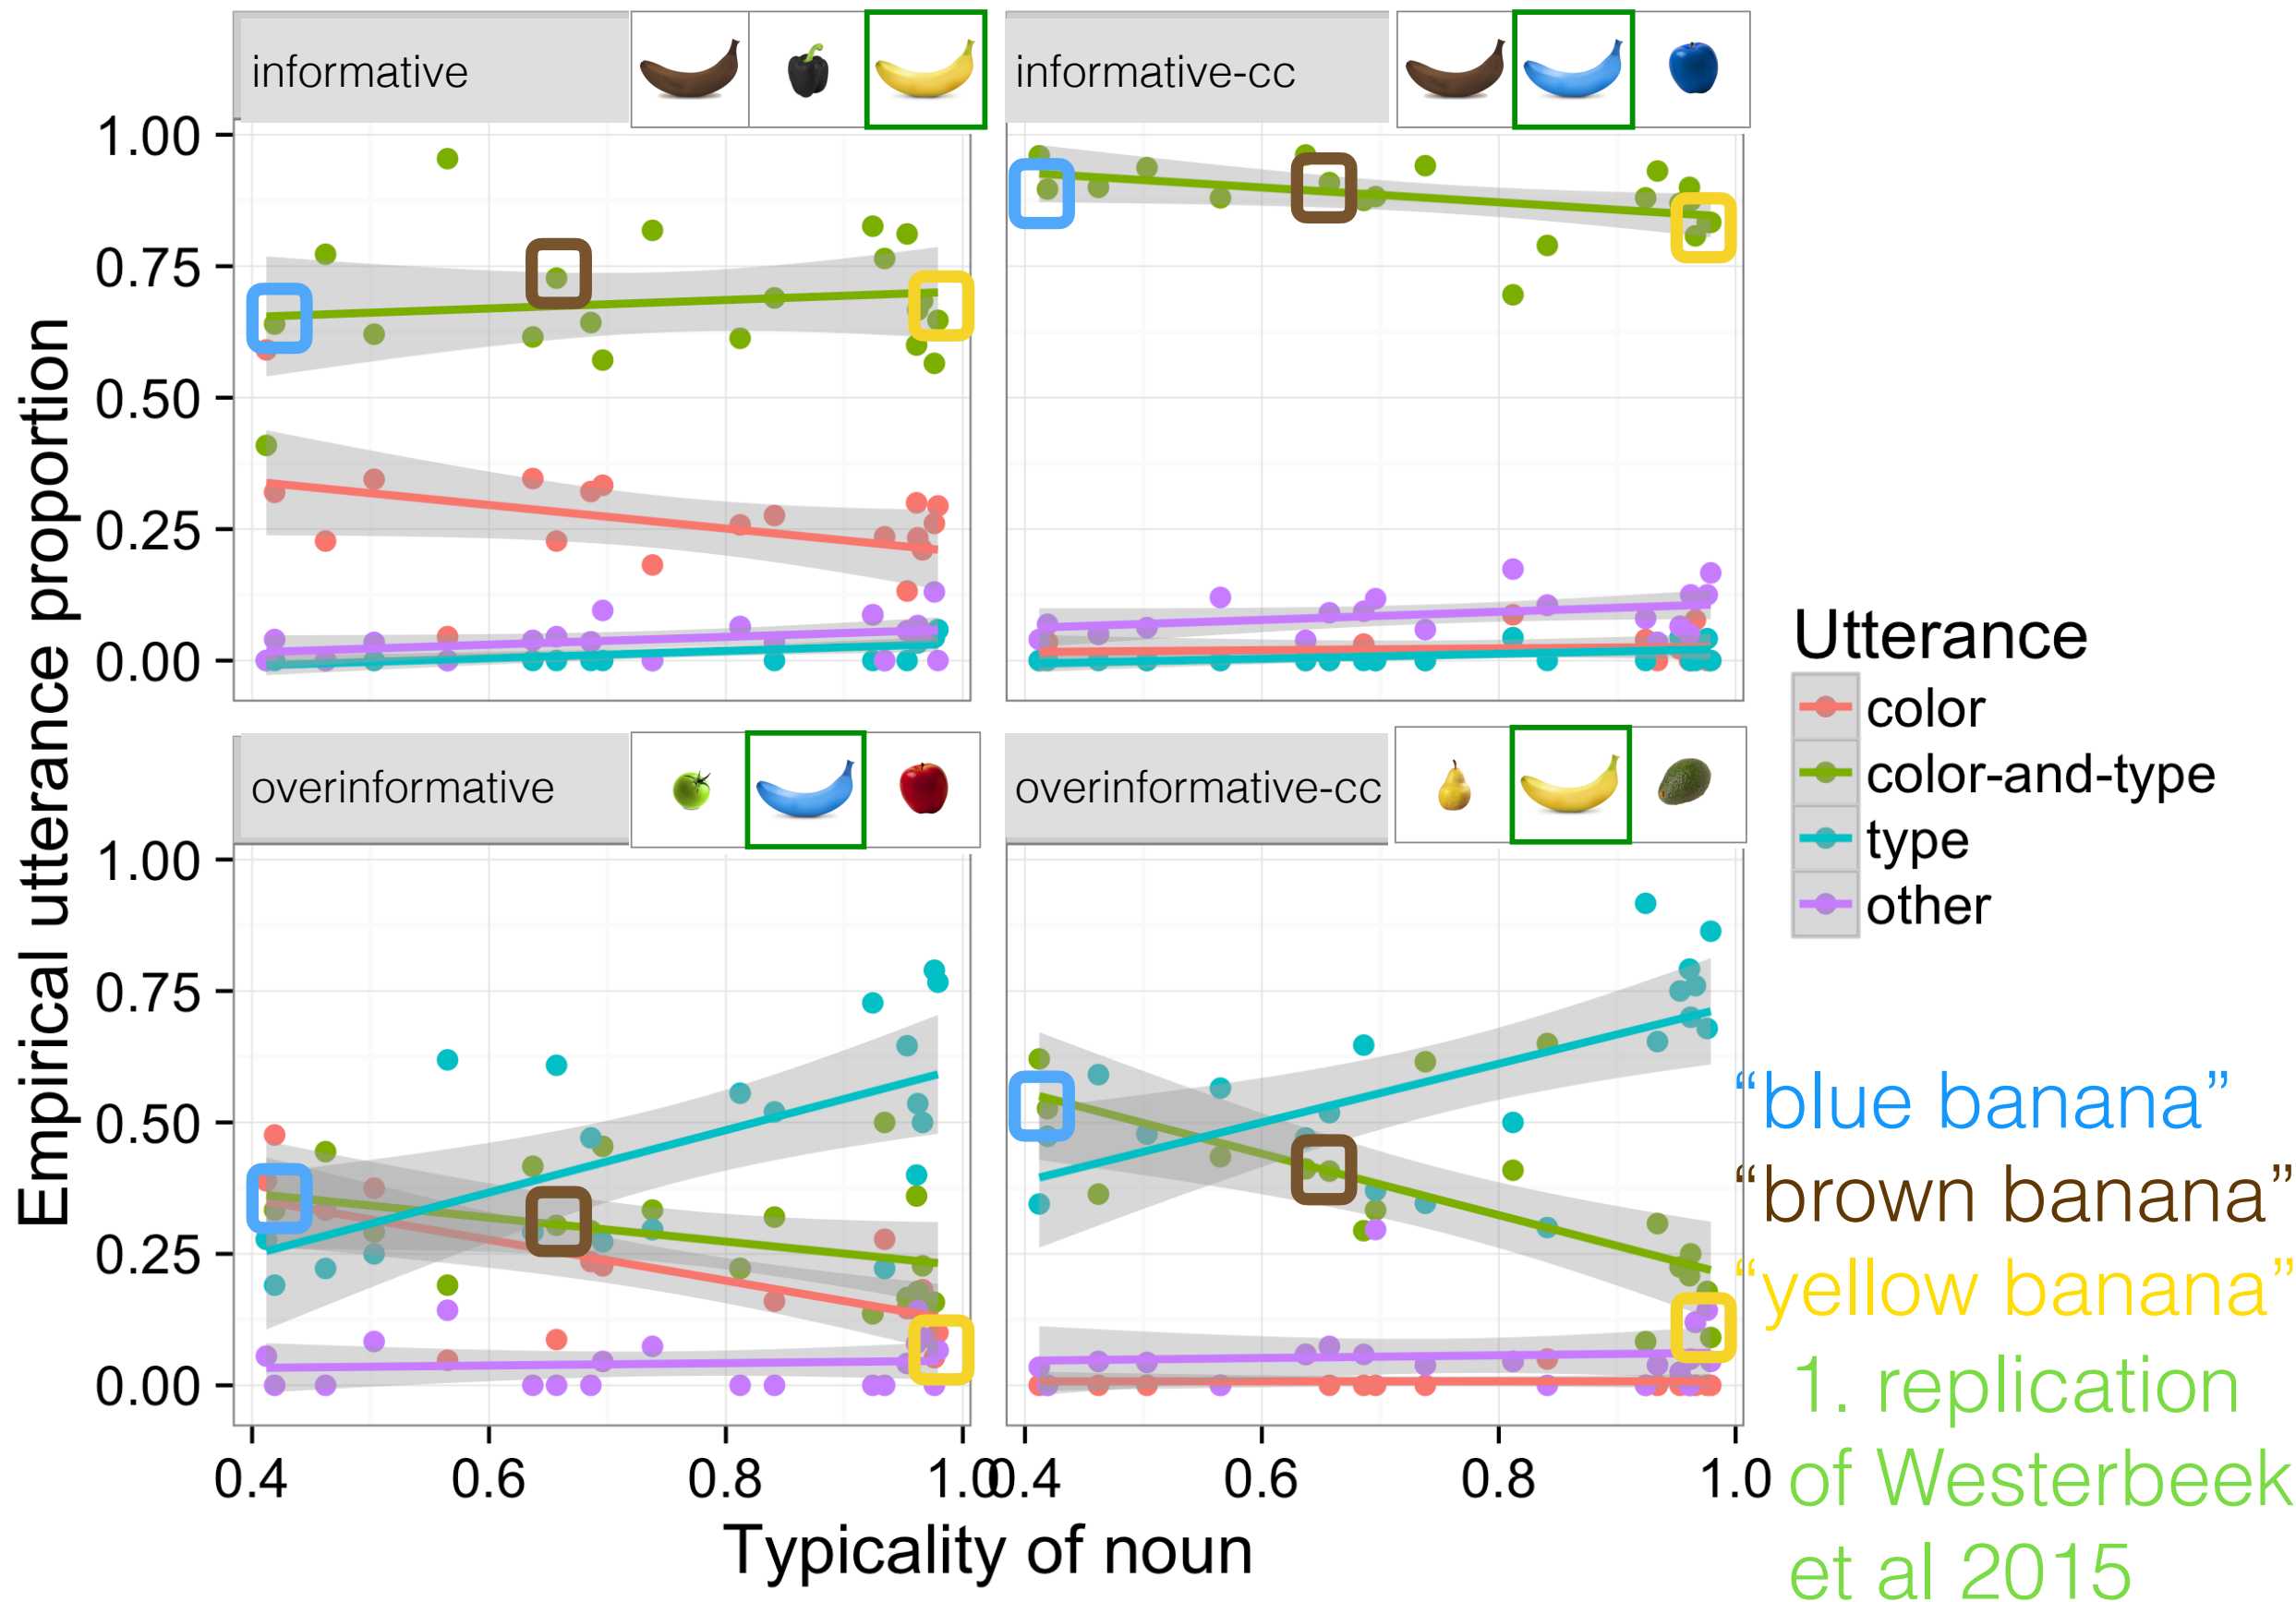 informative
informative-cc
1.00
0.75
0.50
0.25
0.00
overinformative
overinformative-cc
1.00
0.75
0.50
0.25
0.00
0.4 0.6 0.8 1.0 0.4 0.6 0.8 1.0
Typicality of noun
Empirical utterance proportion
Utterance
color
color-and-type
type
other
“blue banana”
“brown banana”
“yellow banana”
1. replication
of Westerbeek
et al 2015